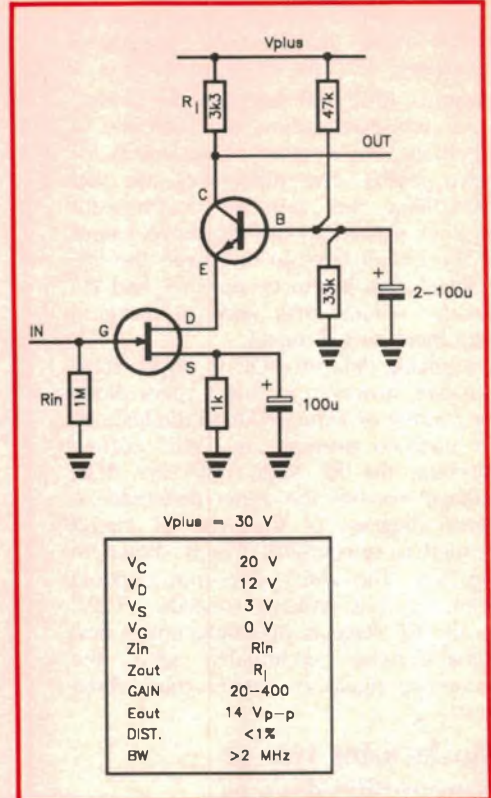 Vplus
R1
3k3
47k
OUT
C
B
E
33k
+
2-100u
IN
G
D
S
Rin
1M
1k
+
100u
Vplus = 30 V
VC 20 V
VD 12 V
VS 3 V
VG 0 V
Zin Rin
Zout R1
GAIN 20-400
Eout 14 Vp-p
DIST. <1%
BW >2 MHz